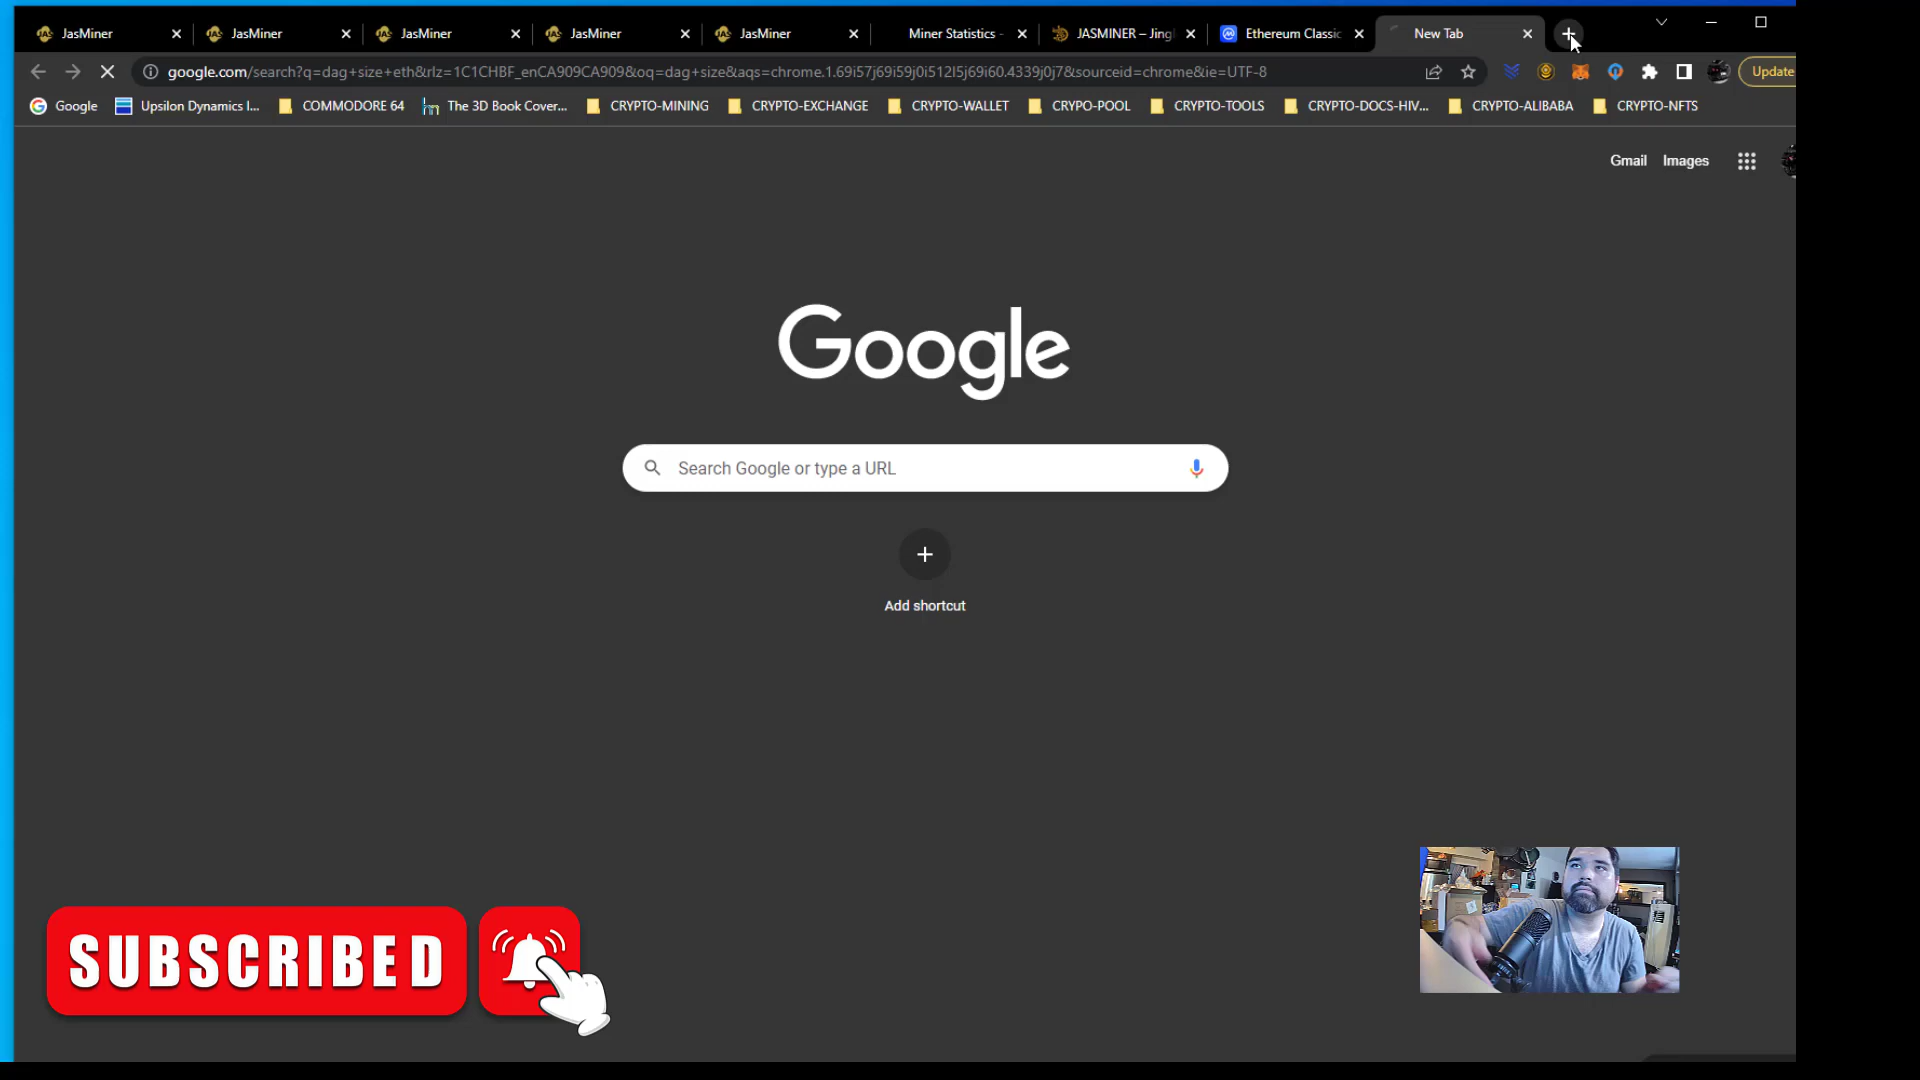 JasMiner
JasMiner
JasMiner
JasMiner
JasMiner
Miner Statistics -
JASMINER – Jingl
Ethereum Classic
New Tab
google.com/search?q=dag+size+eth&rlz=1C1CHBF_enCA909CA909&oq=dag+size&aqs=chrome.1.69i57j69i59j0i512l5j69i60.4339j0j7&sourceid=chrome&ie=UTF-8
Update
Google
Upsilon Dynamics I...
COMMODORE 64
The 3D Book Cover...
CRYPTO-MINING
CRYPTO-EXCHANGE
CRYPTO-WALLET
CRYPO-POOL
CRYPTO-TOOLS
CRYPTO-DOCS-HIV...
CRYPTO-ALIBABA
CRYPTO-NFTS
Gmail
Images
Google
Search Google or type a URL
Add shortcut
SUBSCRIBED